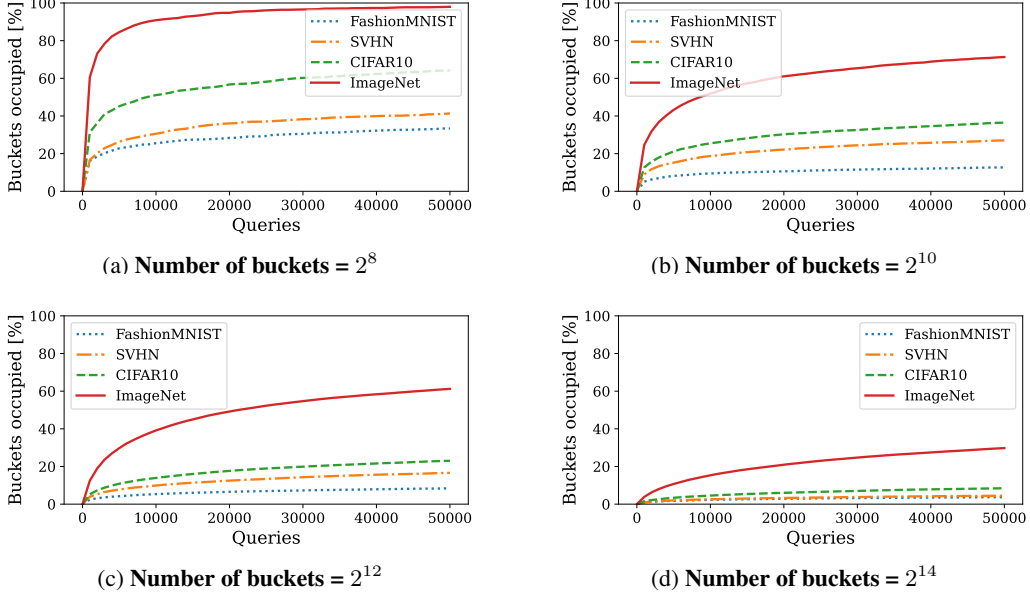 100
80
60
40
20
0
Buckets occupied [%]
FashionMNIST
SVHN
CIFAR10
ImageNet
0 10000 20000 30000 40000 50000
Queries
(a) Number of buckets = 2^8
100
80
60
40
20
0
Buckets occupied [%]
FashionMNIST
SVHN
CIFAR10
ImageNet
0 10000 20000 30000 40000 50000
Queries
(b) Number of buckets = 2^10
100
80
60
40
20
0
Buckets occupied [%]
FashionMNIST
SVHN
CIFAR10
ImageNet
0 10000 20000 30000 40000 50000
Queries
(c) Number of buckets = 2^12
100
80
60
40
20
0
Buckets occupied [%]
FashionMNIST
SVHN
CIFAR10
ImageNet
0 10000 20000 30000 40000 50000
Queries
(d) Number of buckets = 2^14